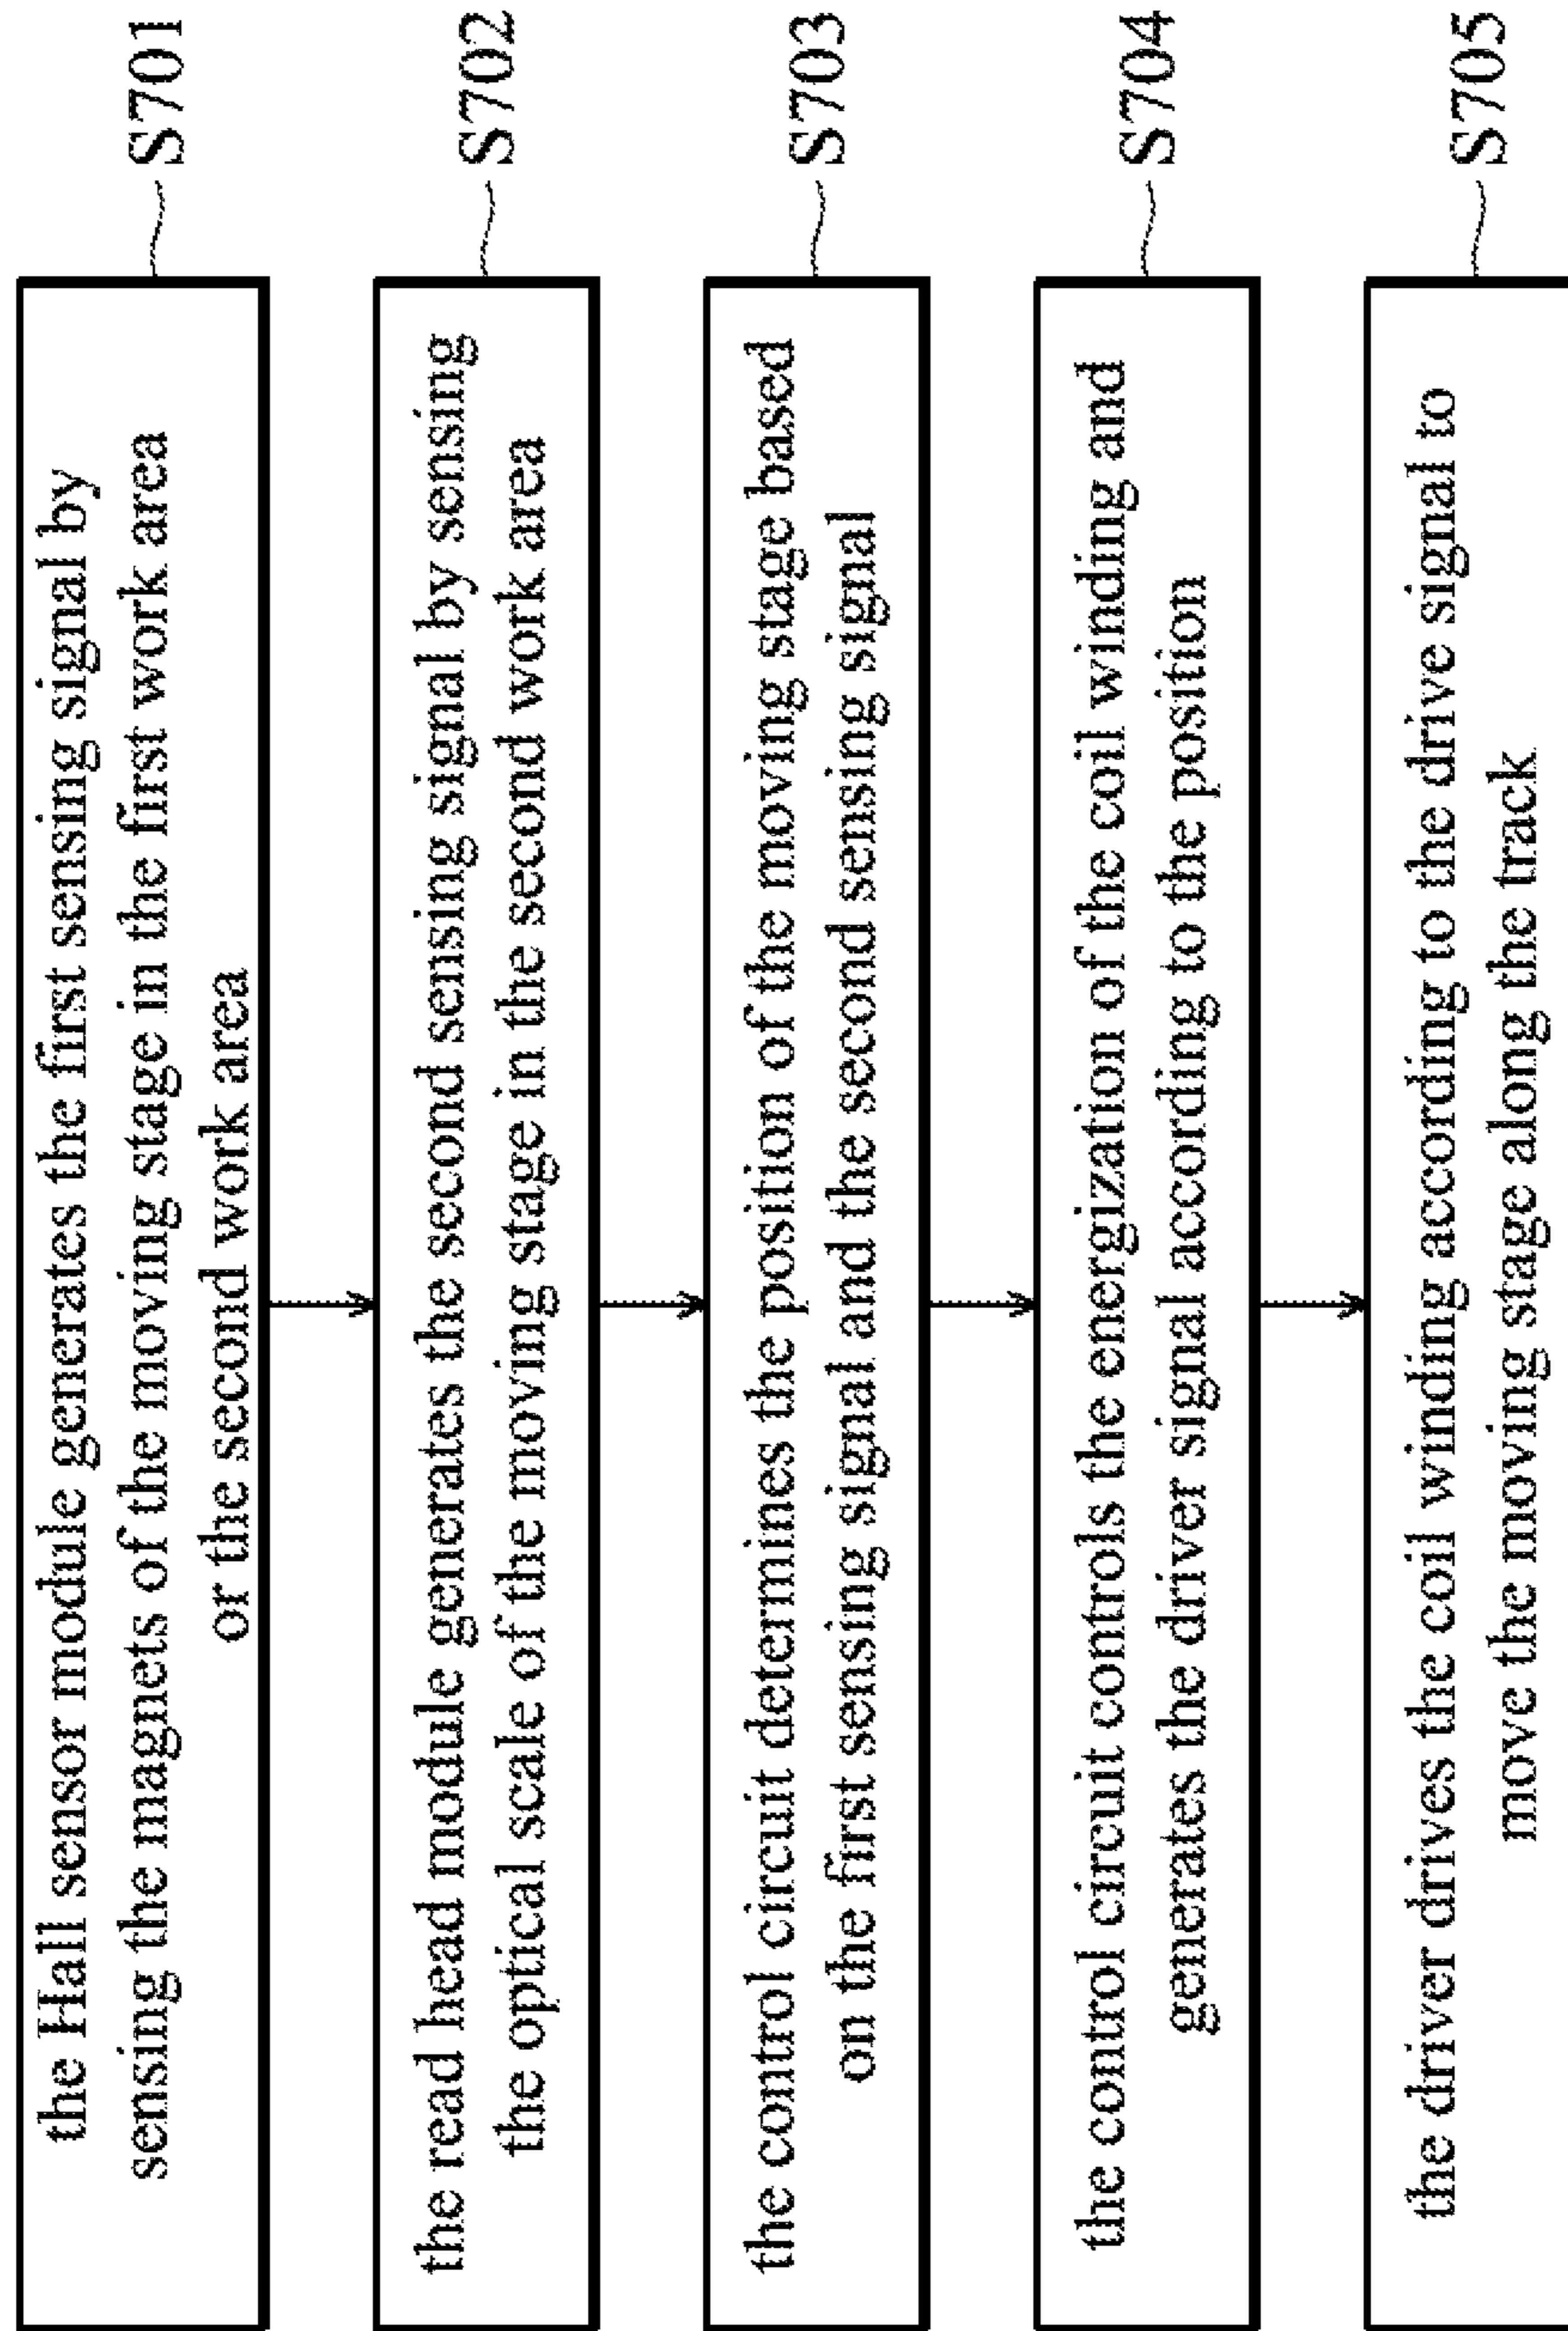 the Hall sensor module generates the first sensing signal by
sensing the magnets of the moving stage in the first work area
or the second work area
S701
the read head module generates the second sensing signal by sensing
the optical scale of the moving stage in the second work area
S702
the control circuit determines the position of the moving stage based
on the first sensing signal and the second sensing signal
S703
the control circuit controls the energization of the coil winding and
generates the driver signal according to the position
S704
the driver drives the coil winding according to the drive signal to
move the moving stage along the track
S705